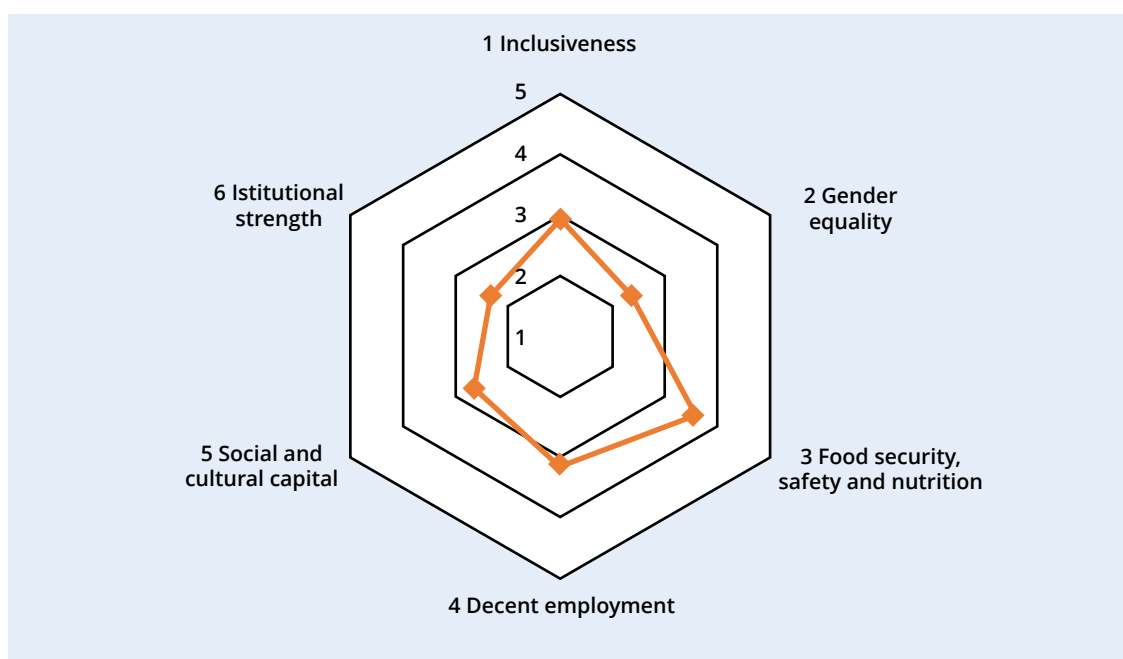 1 Inclusiveness
5
4
3
2
1
2 Gender
equality
3 Food security,
safety and nutrition
4 Decent employment
5 Social and
cultural capital
6 Istitutional
strength